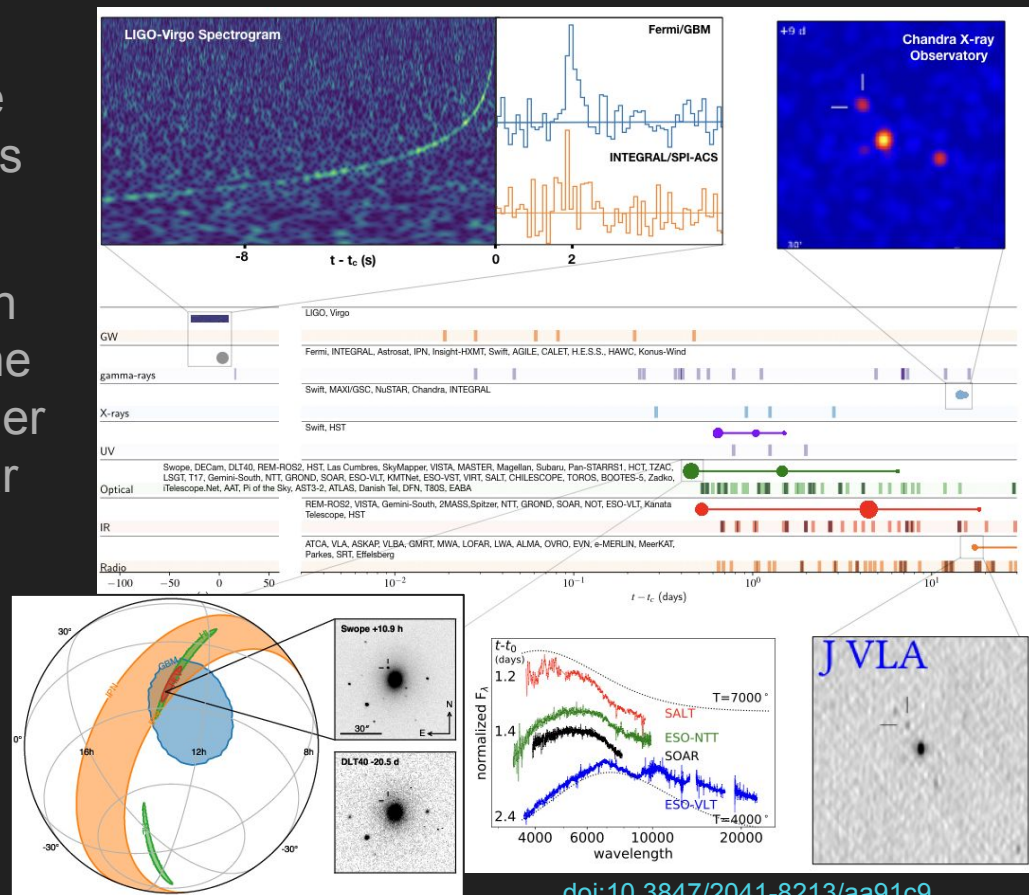 LIGO-Virgo Spectrogram
-8
t - tc (s)
0
2
Fermi/GBM
INTEGRAL/SPI-ACS
+9 d
Chandra X-ray
Observatory
30"
GW
LIGO, Virgo
gamma-rays
Fermi, INTEGRAL, Astrosat, IPN, Insight-HXMT, Swift, AGILE, CALET, H.E.S.S., HAWC, Konus-Wind
X-rays
Swift, MAXI/GSC, NuSTAR, Chandra, INTEGRAL
UV
Swift, HST
Optical
Swope, DECam, DLT40, REM-ROS2, HST, Las Cumbres, SkyMapper, VISTA, MASTER, Magellan, Subaru, Pan-STARRS1, HCT, TZAC,
LSGT, T17, Gemini-South, NTT, GROND, SOAR, ESO-VLT, KMTNet, ESO-VST, VIRT, SALT, CHILESCOPE, TOROS, BOOTES-5, Zadko,
iTelescope.Net, AAT, Pi of the Sky, AST3-2, ATLAS, Danish Tel, DFN, T80S, EABA
IR
REM-ROS2, VISTA, Gemini-South, 2MASS,Spitzer, NTT, GROND, SOAR, NOT, ESO-VLT, Kanata
Telescope, HST
Radio
ATCA, VLA, ASKAP, VLBA, GMRT, MWA, LOFAR, LWA, ALMA, OVRO, EVN, e-MERLIN, MeerKAT,
Parkes, SRT, Effelsberg
−100 −50 0 50
10⁻² 10⁻¹ 10⁰ 10¹
t − tc (days)
30°
0°
-30°
-30°
16h
12h
8h
IPN
GBM
Swope +10.9 h
30"
N
E
DLT40 -20.5 d
t-t0
(days)
1.2
1.4
2.4
normalized Fλ
T=7000°
SALT
ESO-NTT
SOAR
ESO-VLT
T=4000°
4000 6000 10000 20000
wavelength
J VLA
doi:10.3847/2041-8213/aa91c9